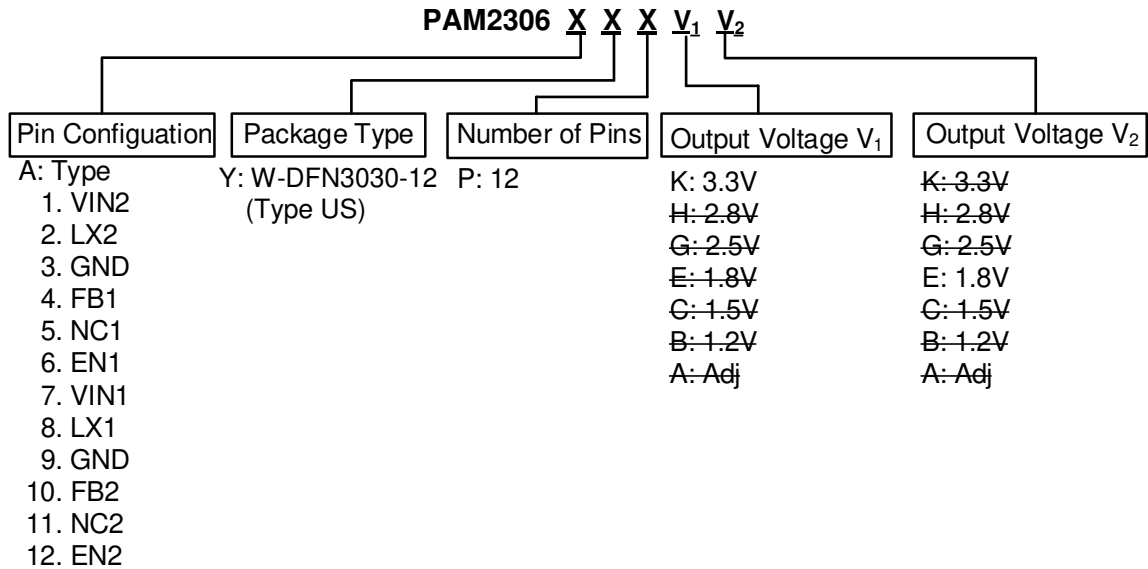 PAM2306 X X X V1 V2
Pin Configuation
Package Type
Number of Pins
Output Voltage V1
Output Voltage V2
A: Type
1. VIN2
2. LX2
3. GND
4. FB1
5. NC1
6. EN1
7. VIN1
8. LX1
9. GND
10. FB2
11. NC2
12. EN2
Y: W-DFN3030-12
(Type US)
P: 12
K: 3.3V
H: 2.8V
G: 2.5V
E: 1.8V
C: 1.5V
B: 1.2V
A: Adj
K: 3.3V
H: 2.8V
G: 2.5V
E: 1.8V
C: 1.5V
B: 1.2V
A: Adj